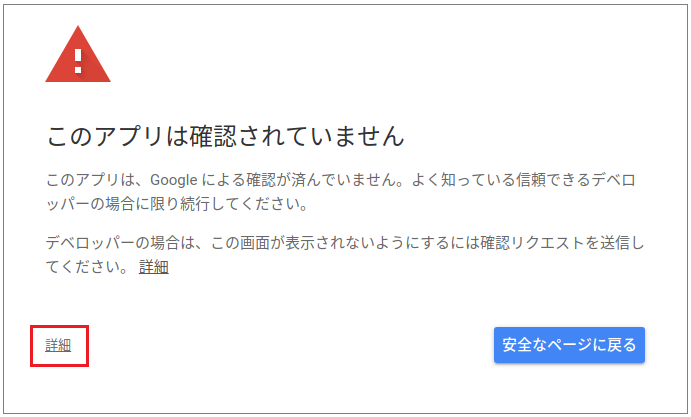 このアプリは確認されていません
このアプリは、Google による確認が済んでいません。よく知っている信頼できるデベロ
ッパーの場合に限り続行してください。
デベロッパーの場合は、この画面が表示されないようにするには確認リクエストを送信し
てください。 詳細
詳細
安全なページに戻る